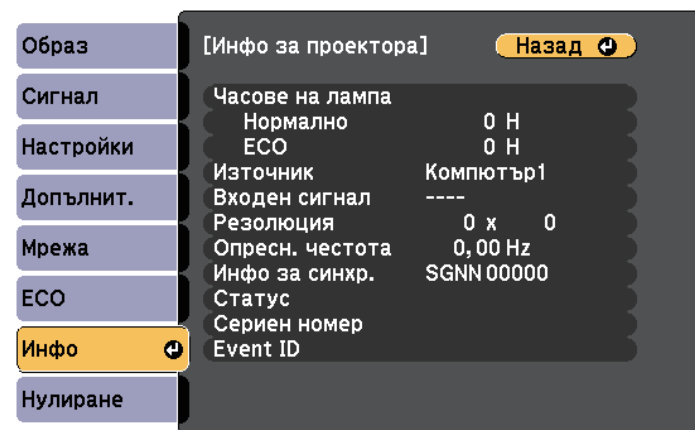 Образ
Сигнал
Настройки
Допълнит.
Мрежа
ECO
Инфо
Нулиране
[Инфо за проектора] Назад
Часове на лампа
Нормално 0 H
ECO 0 H
Източник Компютър1
Входен сигнал ----
Резолюция 0 x 0
Опресн. честота 0,00 Hz
Инфо за синхр. SGNN 00000
Статус
Сериен номер
Event ID